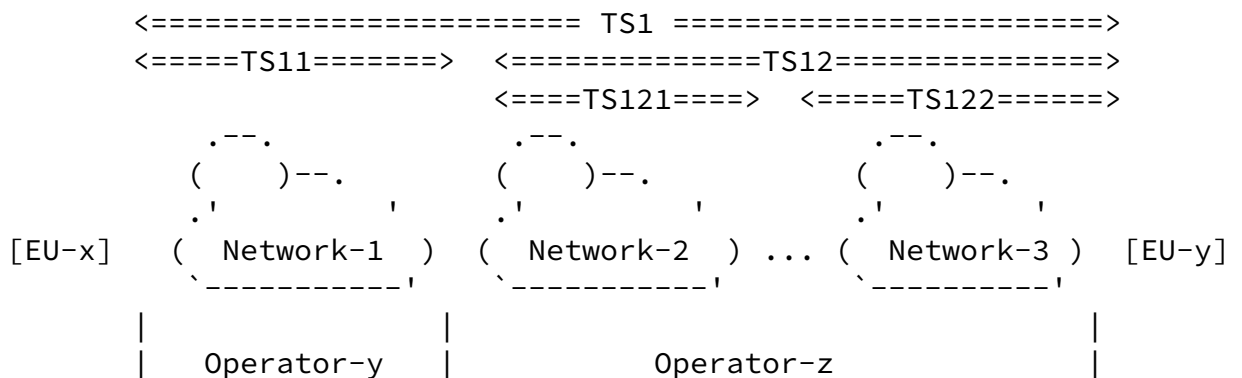 <======================== TS1 ========================>
<=====TS11=======> <==============TS12===============>
<====TS121====> <=====TS122======>
[EU-x] ( Network-1 ) ( Network-2 ) ... ( Network-3 ) [EU-y]
| Operator-y | Operator-z |